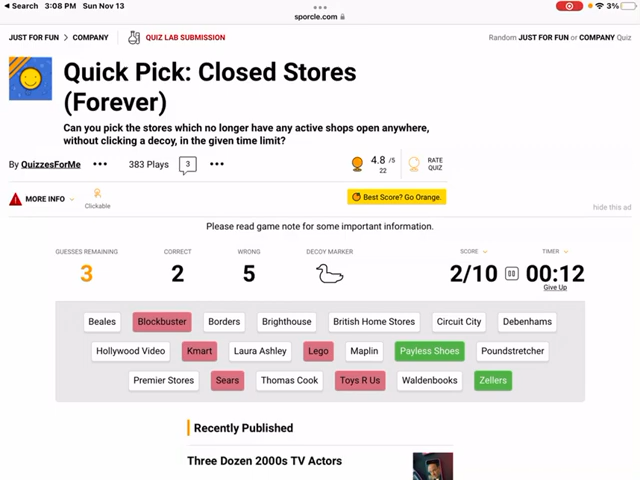 Search 3:08 PM Sun Nov 13
3%
sporcle.com
JUST FOR FUN > COMPANY QUIZ LAB SUBMISSION
Random JUST FOR FUN or COMPANY Quiz
Quick Pick: Closed Stores
(Forever)
Can you pick the stores which no longer have any active shops open anywhere,
without clicking a decoy, in the given time limit?
By QuizzesForMe ••• 383 Plays 3 •••
4.8 /5
22
RATE
QUIZ
MORE INFO
Clickable
Best Score? Go Orange.
hide this ad
Please read game note for some important information.
GUESSES REMAINING CORRECT WRONG DECOY MARKER SCORE TIMER
3 2 5 2/10 00:12
Give Up
Beales Blockbuster Borders Brighthouse British Home Stores Circuit City Debenhams
Hollywood Video Kmart Laura Ashley Lego Maplin Payless Shoes Poundstretcher
Premier Stores Sears Thomas Cook Toys R Us Waldenbooks Zellers
Recently Published
Three Dozen 2000s TV Actors